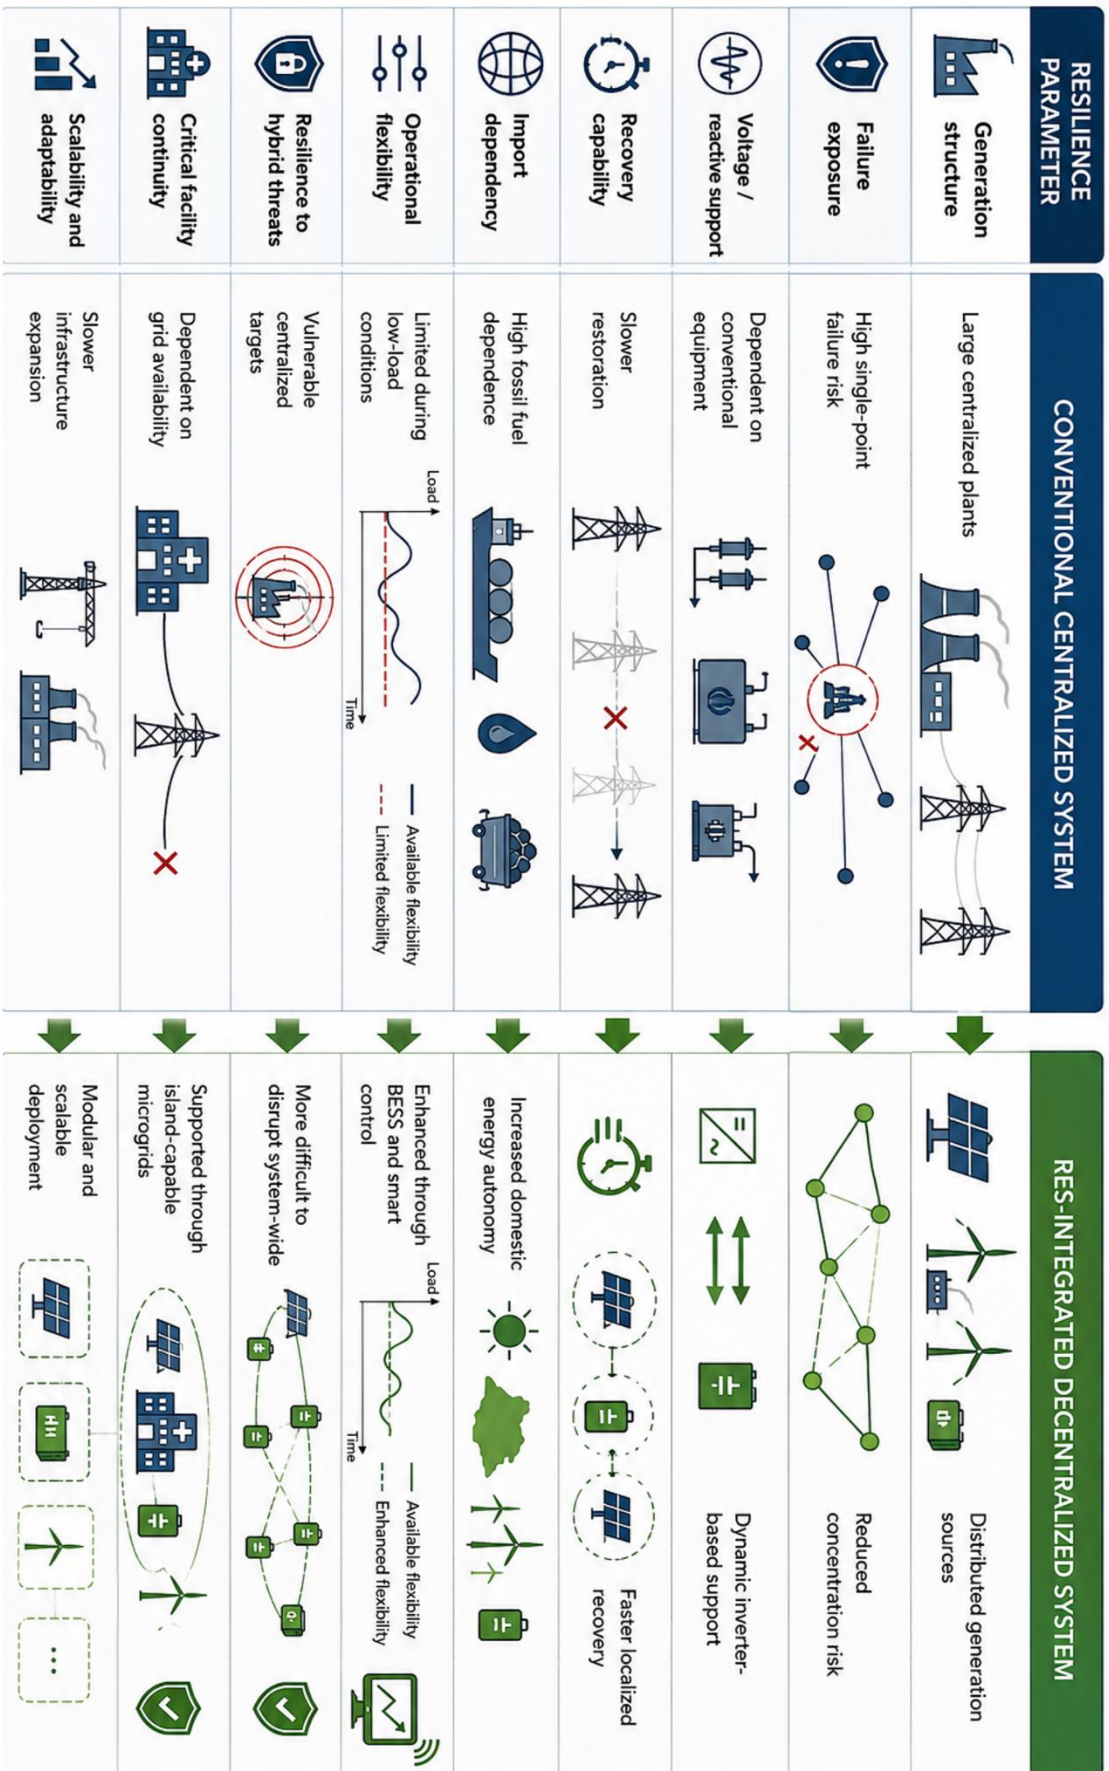 RESILIENCE
PARAMETER
CONVENTIONAL CENTRALIZED SYSTEM
RES-INTEGRATED DECENTRALIZED SYSTEM
Generation
structure
Large centralized plants
Distributed generation
sources
Failure
exposure
High single-point
failure risk
Reduced
concentration risk
Voltage /
reactive support
Dependent on
conventional
equipment
Dynamic inverter-
based support
Recovery
capability
Slower
restoration
Faster localized
recovery
Import
dependency
High fossil fuel
dependence
Increased domestic
energy autonomy
Operational
flexibility
Limited during
low-load
conditions
Load
Time
Available flexibility
Limited flexibility
Enhanced through
BESS and smart
control
Load
Time
Available flexibility
Enhanced flexibility
Resilience to
hybrid threats
Vulnerable
centralized
targets
More difficult to
disrupt system-wide
Critical facility
continuity
Dependent on
grid availability
Supported through
island-capable
microgrids
Scalability and
adaptability
Slower
infrastructure
expansion
Modular and
scalable
deployment
...